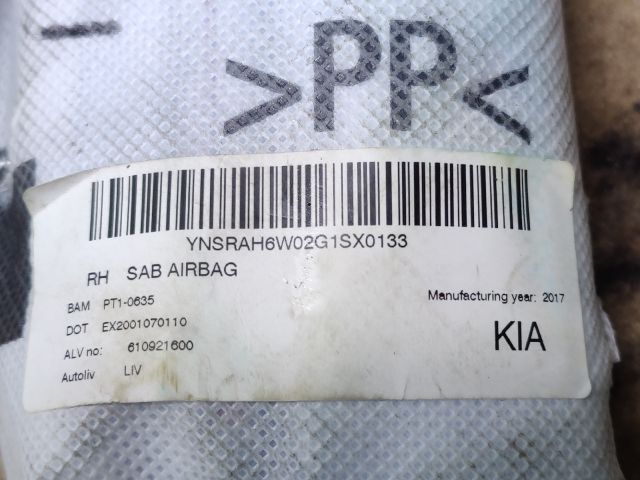 >PP<
YNSRAH6W02G1SX0133
RH SAB AIRBAG
BAM PT1-0635
Manufacturing year: 2017
DOT EX2001070110
KIA
ALV no: 610921600
Autoliv LIV